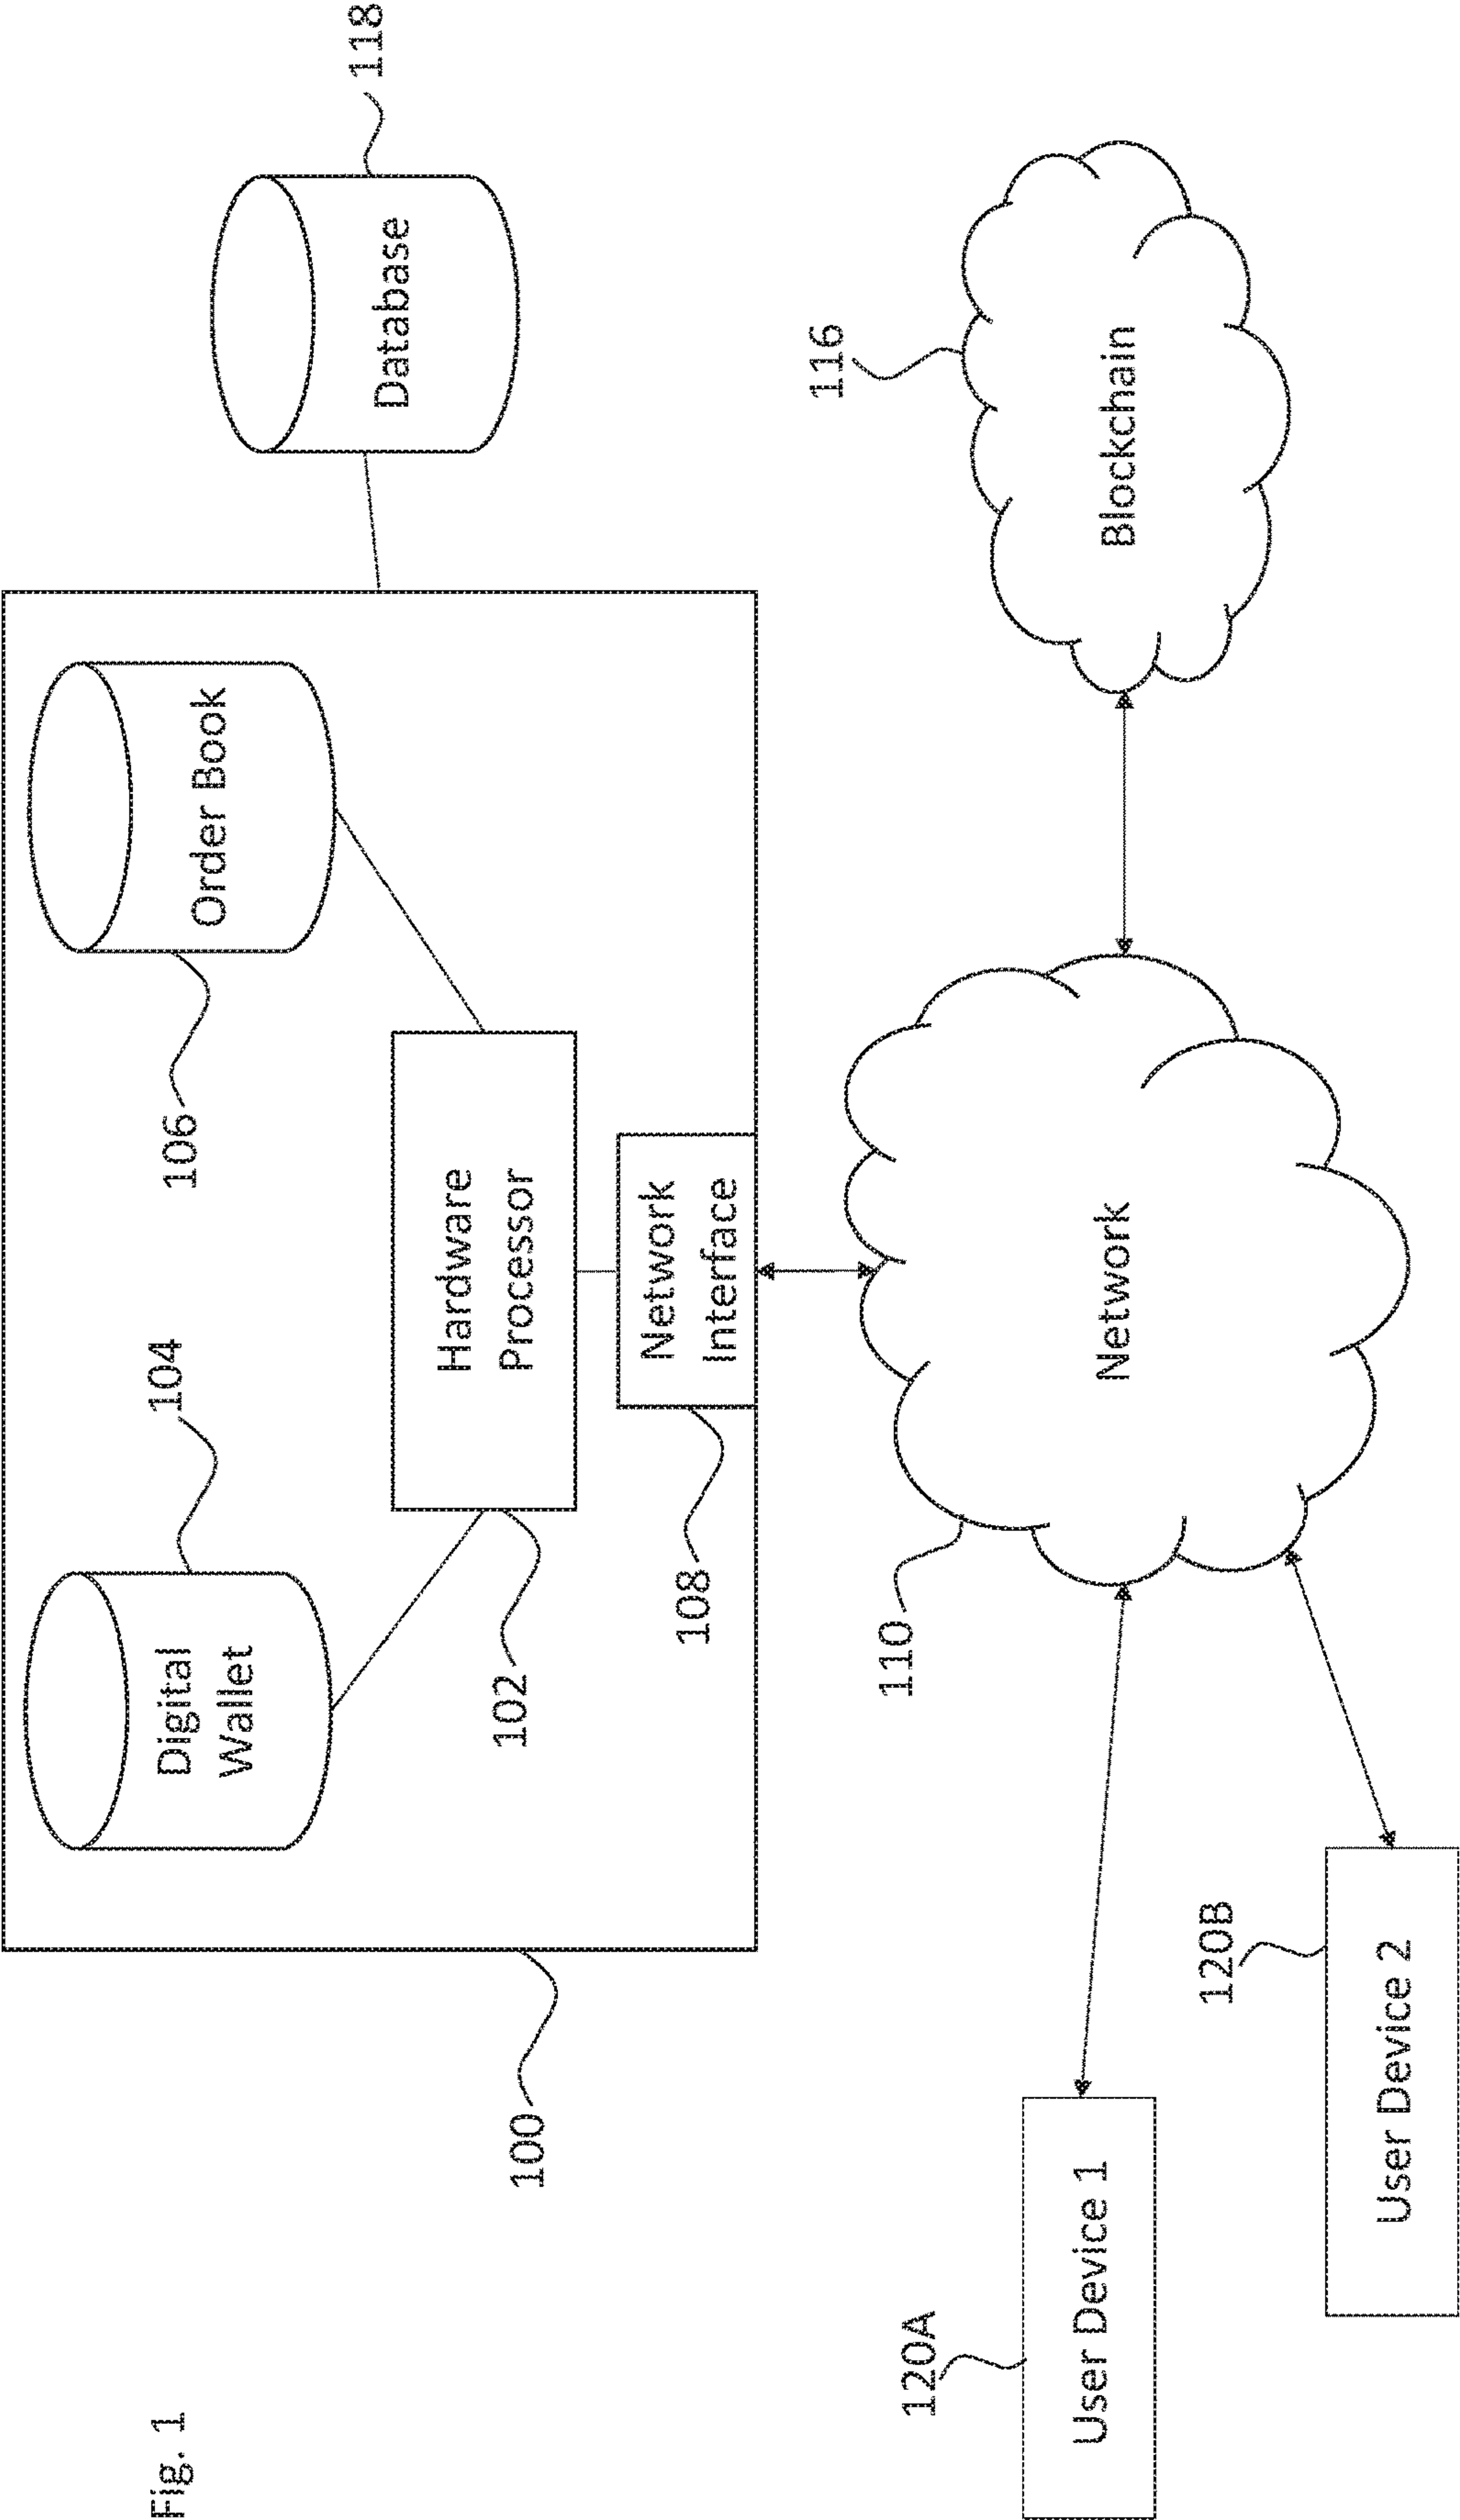 Fig. 1
100
Digital
Wallet
104
106
Order Book
Database
118
Hardware
Processor
102
Network
Interface
108
110
Network
116
Blockchain
120A
User Device 1
120B
User Device 2